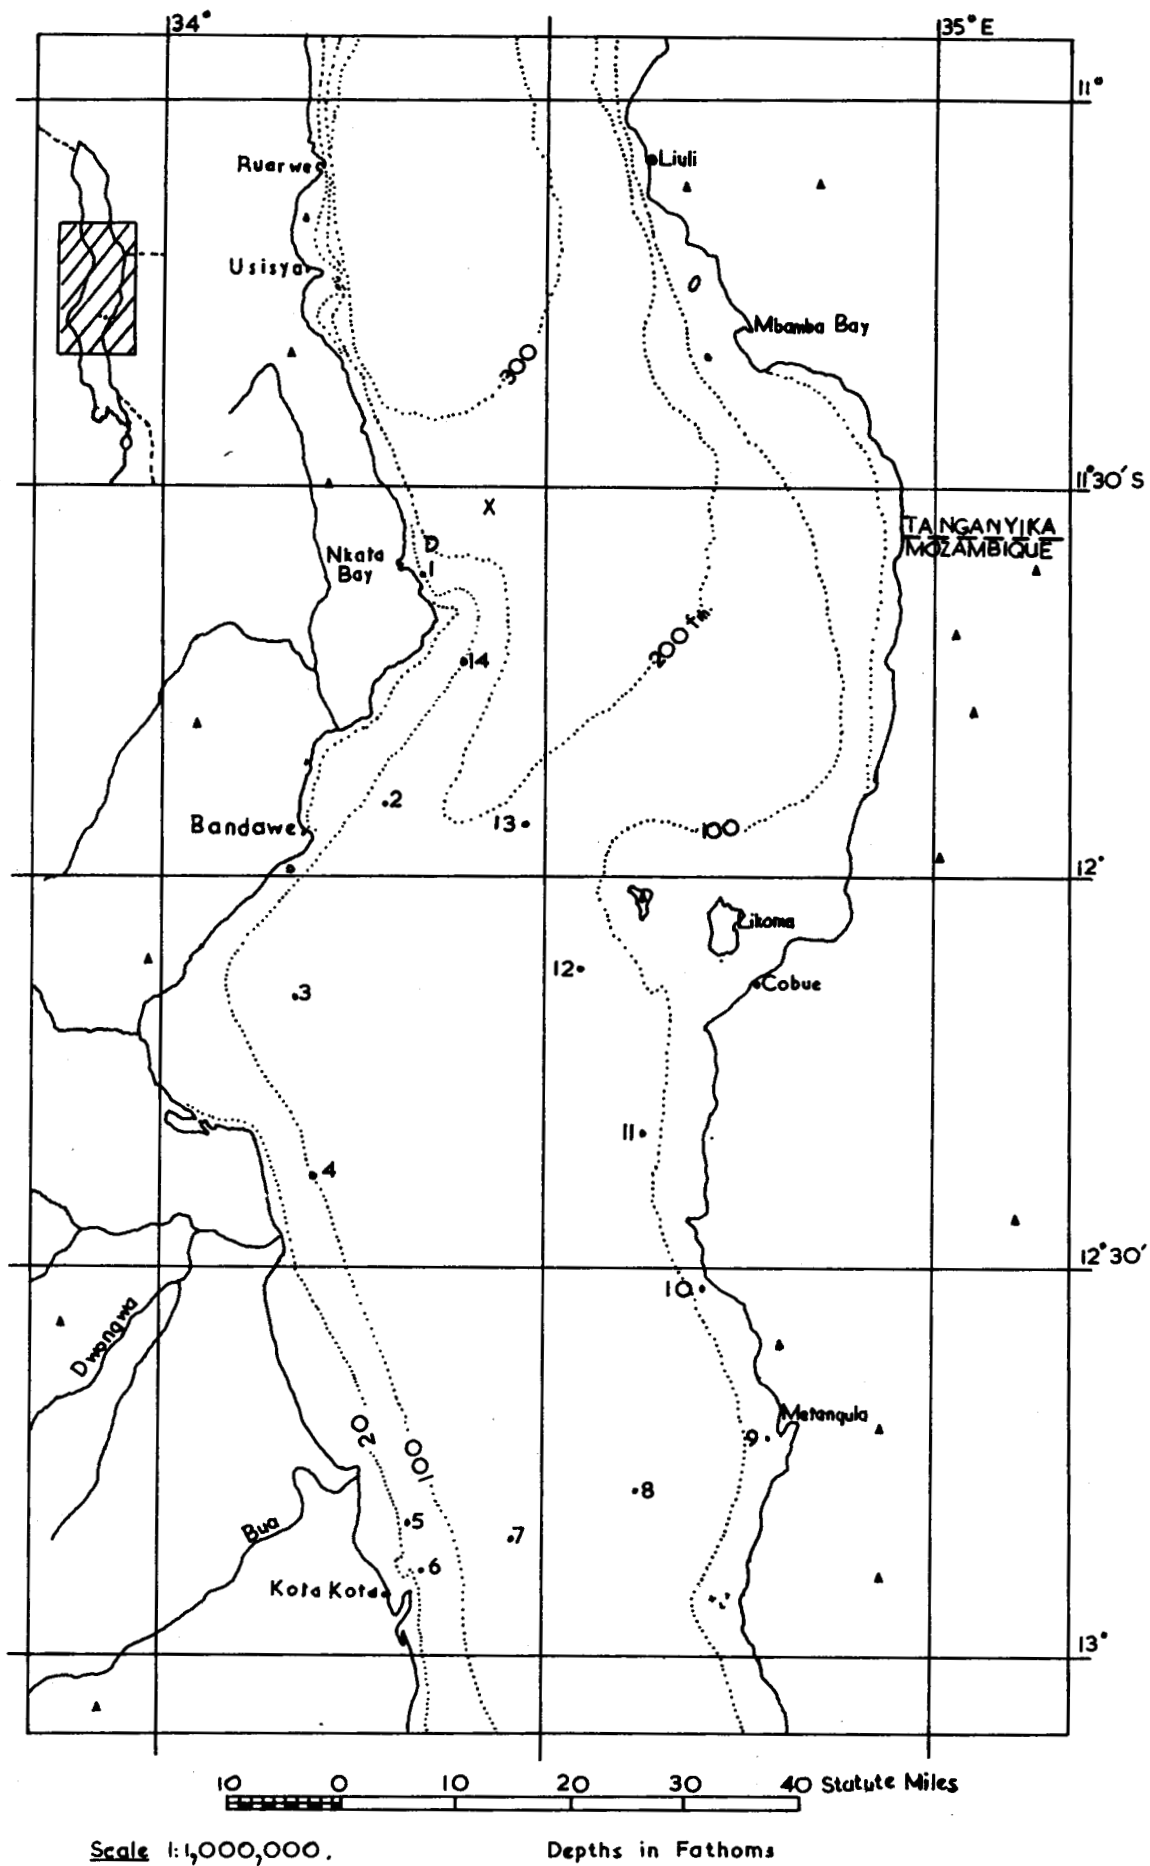 34°
35° E
11°
Ruarwe
Liuli
Usisya
Mbamba Bay
300
11° 30' S
X
TANGANYIKA
MOZAMBIQUE
D
Nkata
Bay
1
200 fm.
14
2
13
Bandawe
100
12°
Likoma
12
Cobue
3
11
4
12° 30'
10
Dwangwa
Metangula
20
9
100
8
5
7
Bua
6
Kota Kota
13°
10 0 10 20 30 40 Statute Miles
Scale 1:1,000,000.
Depths in Fathoms